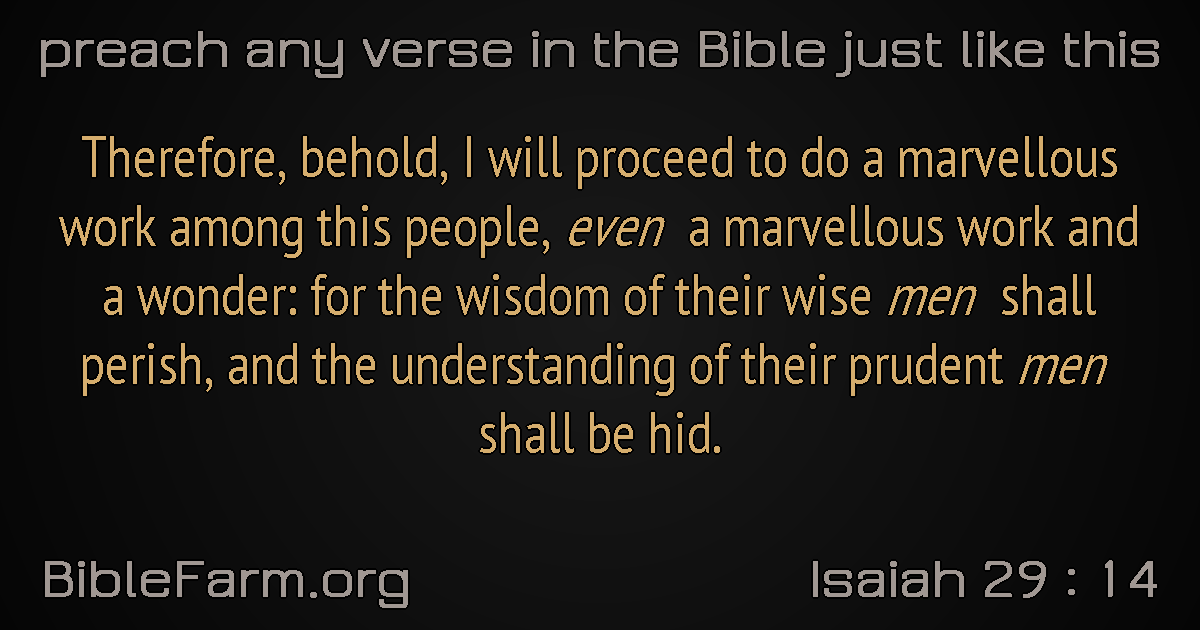 preach any verse in the Bible just like this
Therefore, behold, I will proceed to do a marvellous
work among this people, even a marvellous work and
a wonder: for the wisdom of their wise men shall
perish, and the understanding of their prudent men
shall be hid.
BibleFarm.org
Isaiah 29 : 14